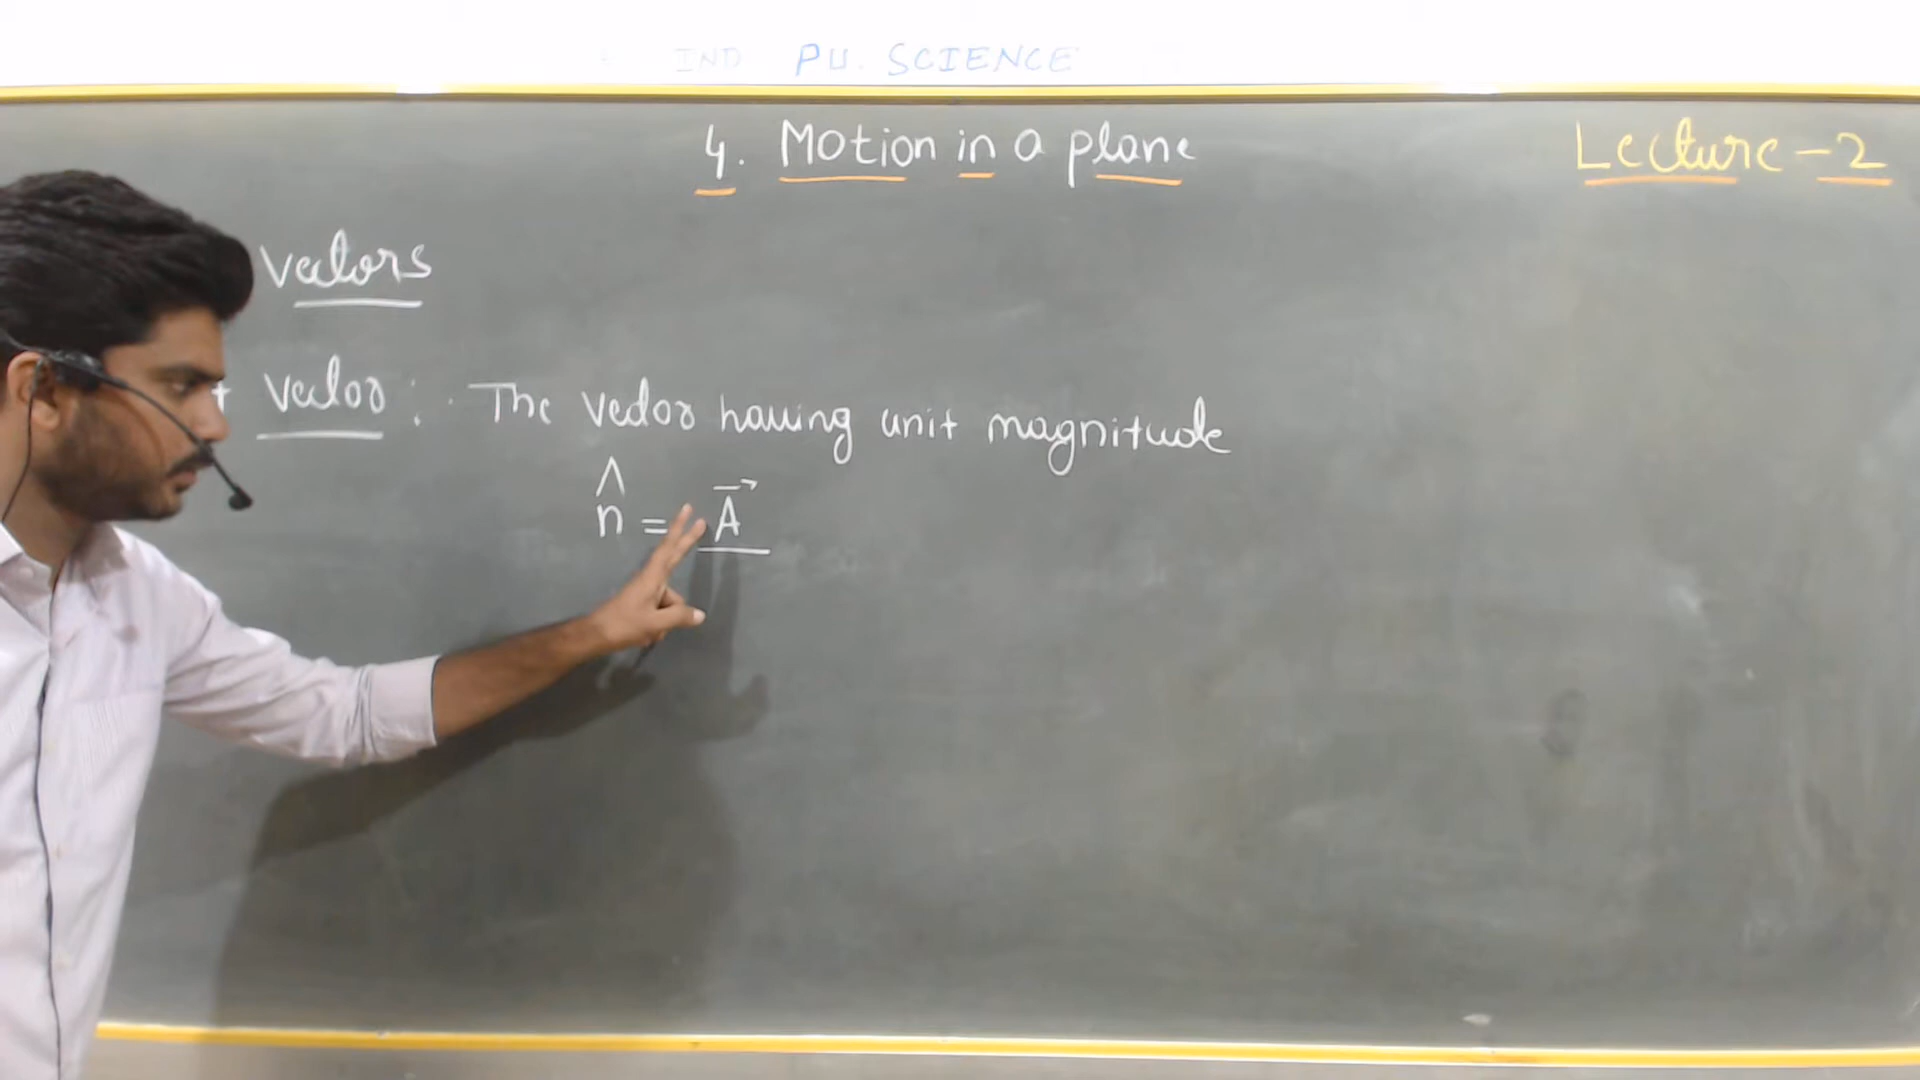 IND PU. SCIENCE
4. Motion in a plane
Lecture - 2
Vectors
Vector : The Vector having unit magnitude
n̂ = A⃗